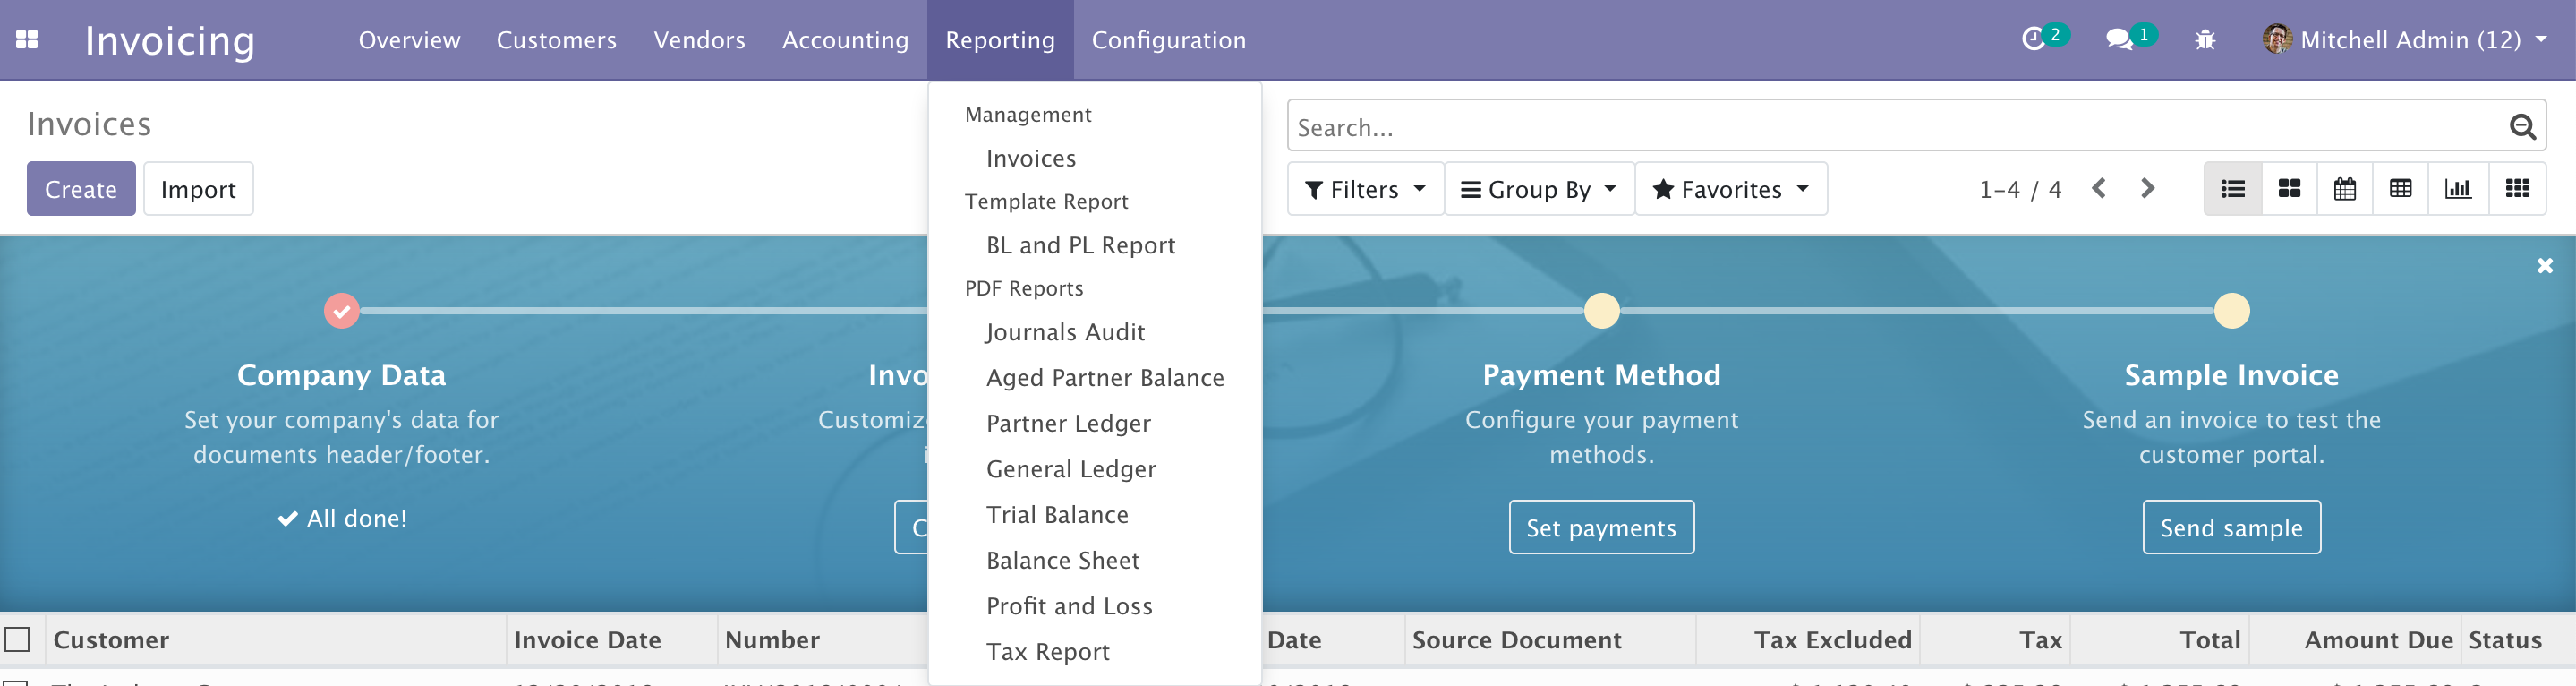 Invoicing
Overview
Customers
Vendors
Accounting
Reporting
Configuration
2
1
Mitchell Admin (12)
Invoices
Create
Import
Search...
Filters
Group By
Favorites
1-4 / 4
Management
Invoices
Template Report
BL and PL Report
PDF Reports
Journals Audit
Aged Partner Balance
Partner Ledger
General Ledger
Trial Balance
Balance Sheet
Profit and Loss
Tax Report
Company Data
Set your company's data for
documents header/footer.
All done!
Payment Method
Configure your payment
methods.
Set payments
Sample Invoice
Send an invoice to test the
customer portal.
Send sample
Customer
Invoice Date
Number
Date
Source Document
Tax Excluded
Tax
Total
Amount Due
Status